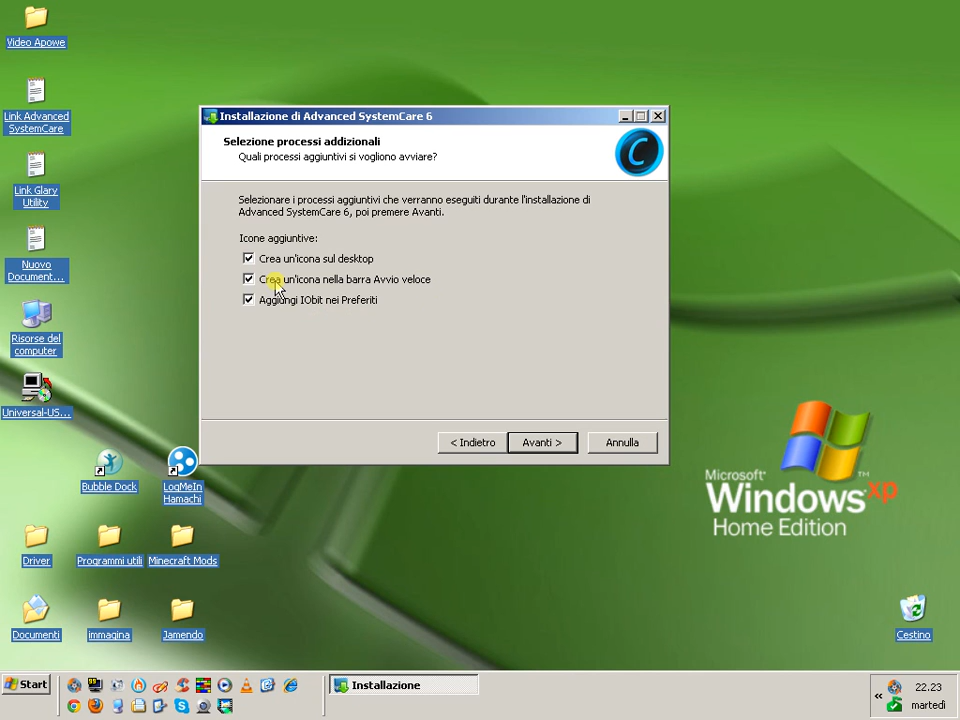 Video Apowe
Link Advanced
SystemCare
Link Glary
Utility
Nuovo
Document...
Risorse del
computer
Universal-US...
Bubble Dock
LogMeIn
Hamachi
Driver
Programmi utili
Minecraft Mods
Documenti
immagina
Jamendo
Installazione di Advanced SystemCare 6
Selezione processi addizionali
Quali processi aggiuntivi si vogliono avviare?
Selezionare i processi aggiuntivi che verranno eseguiti durante l'installazione di
Advanced SystemCare 6, poi premere Avanti.
Icone aggiuntive:
Crea un'icona sul desktop
Crea un'icona nella barra Avvio veloce
Aggiungi IObit nei Preferiti
< Indietro
Avanti >
Annulla
Microsoft®
Windows xp
Home Edition
Cestino
Start
Installazione
«
22.23
martedì